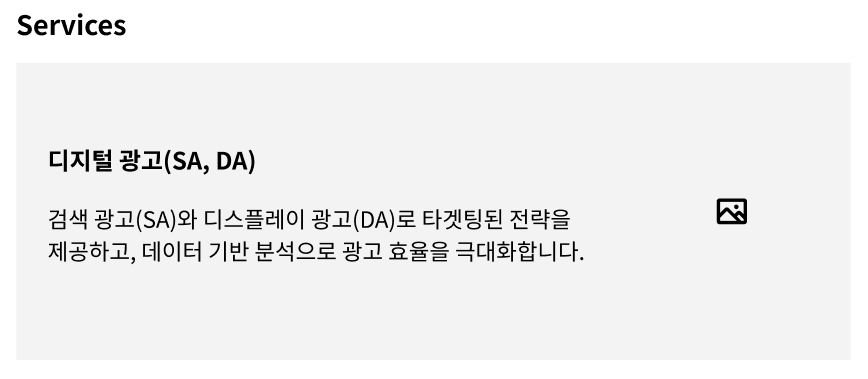 Services
디지털 광고(SA, DA)
검색 광고(SA)와 디스플레이 광고(DA)로 타겟팅된 전략을
제공하고, 데이터 기반 분석으로 광고 효율을 극대화합니다.